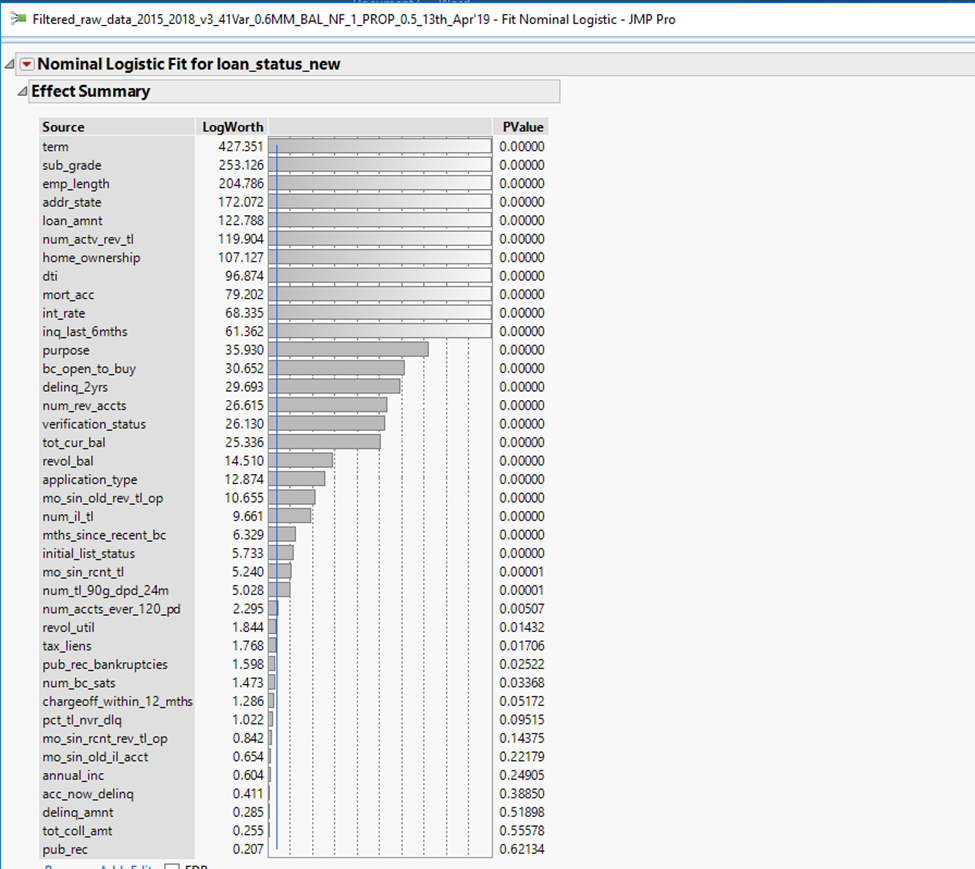 Filtered_raw_data_2015_2018_v3_41Var_0.6MM_BAL_NF_1_PROP_0.5_13th_Apr'19 - Fit Nominal Logistic - JMP Pro
Nominal Logistic Fit for loan_status_new
Effect Summary
Source LogWorth PValue
term 427.351 0.00000
sub_grade 253.126 0.00000
emp_length 204.786 0.00000
addr_state 172.072 0.00000
loan_amnt 122.788 0.00000
num_actv_rev_tl 119.904 0.00000
home_ownership 107.127 0.00000
dti 96.874 0.00000
mort_acc 79.202 0.00000
int_rate 68.335 0.00000
inq_last_6mths 61.362 0.00000
purpose 35.930 0.00000
bc_open_to_buy 30.652 0.00000
delinq_2yrs 29.693 0.00000
num_rev_accts 26.615 0.00000
verification_status 26.130 0.00000
tot_cur_bal 25.336 0.00000
revol_bal 14.510 0.00000
application_type 12.874 0.00000
mo_sin_old_rev_tl_op 10.655 0.00000
num_il_tl 9.661 0.00000
mths_since_recent_bc 6.329 0.00000
initial_list_status 5.733 0.00000
mo_sin_rcnt_tl 5.240 0.00001
num_tl_90g_dpd_24m 5.028 0.00001
num_accts_ever_120_pd 2.295 0.00507
revol_util 1.844 0.01432
tax_liens 1.768 0.01706
pub_rec_bankruptcies 1.598 0.02522
num_bc_sats 1.473 0.03368
chargeoff_within_12_mths 1.286 0.05172
pct_tl_nvr_dlq 1.022 0.09515
mo_sin_rcnt_rev_tl_op 0.842 0.14375
mo_sin_old_il_acct 0.654 0.22179
annual_inc 0.604 0.24905
acc_now_delinq 0.411 0.38850
delinq_amnt 0.285 0.51898
tot_coll_amt 0.255 0.55578
pub_rec 0.207 0.62134